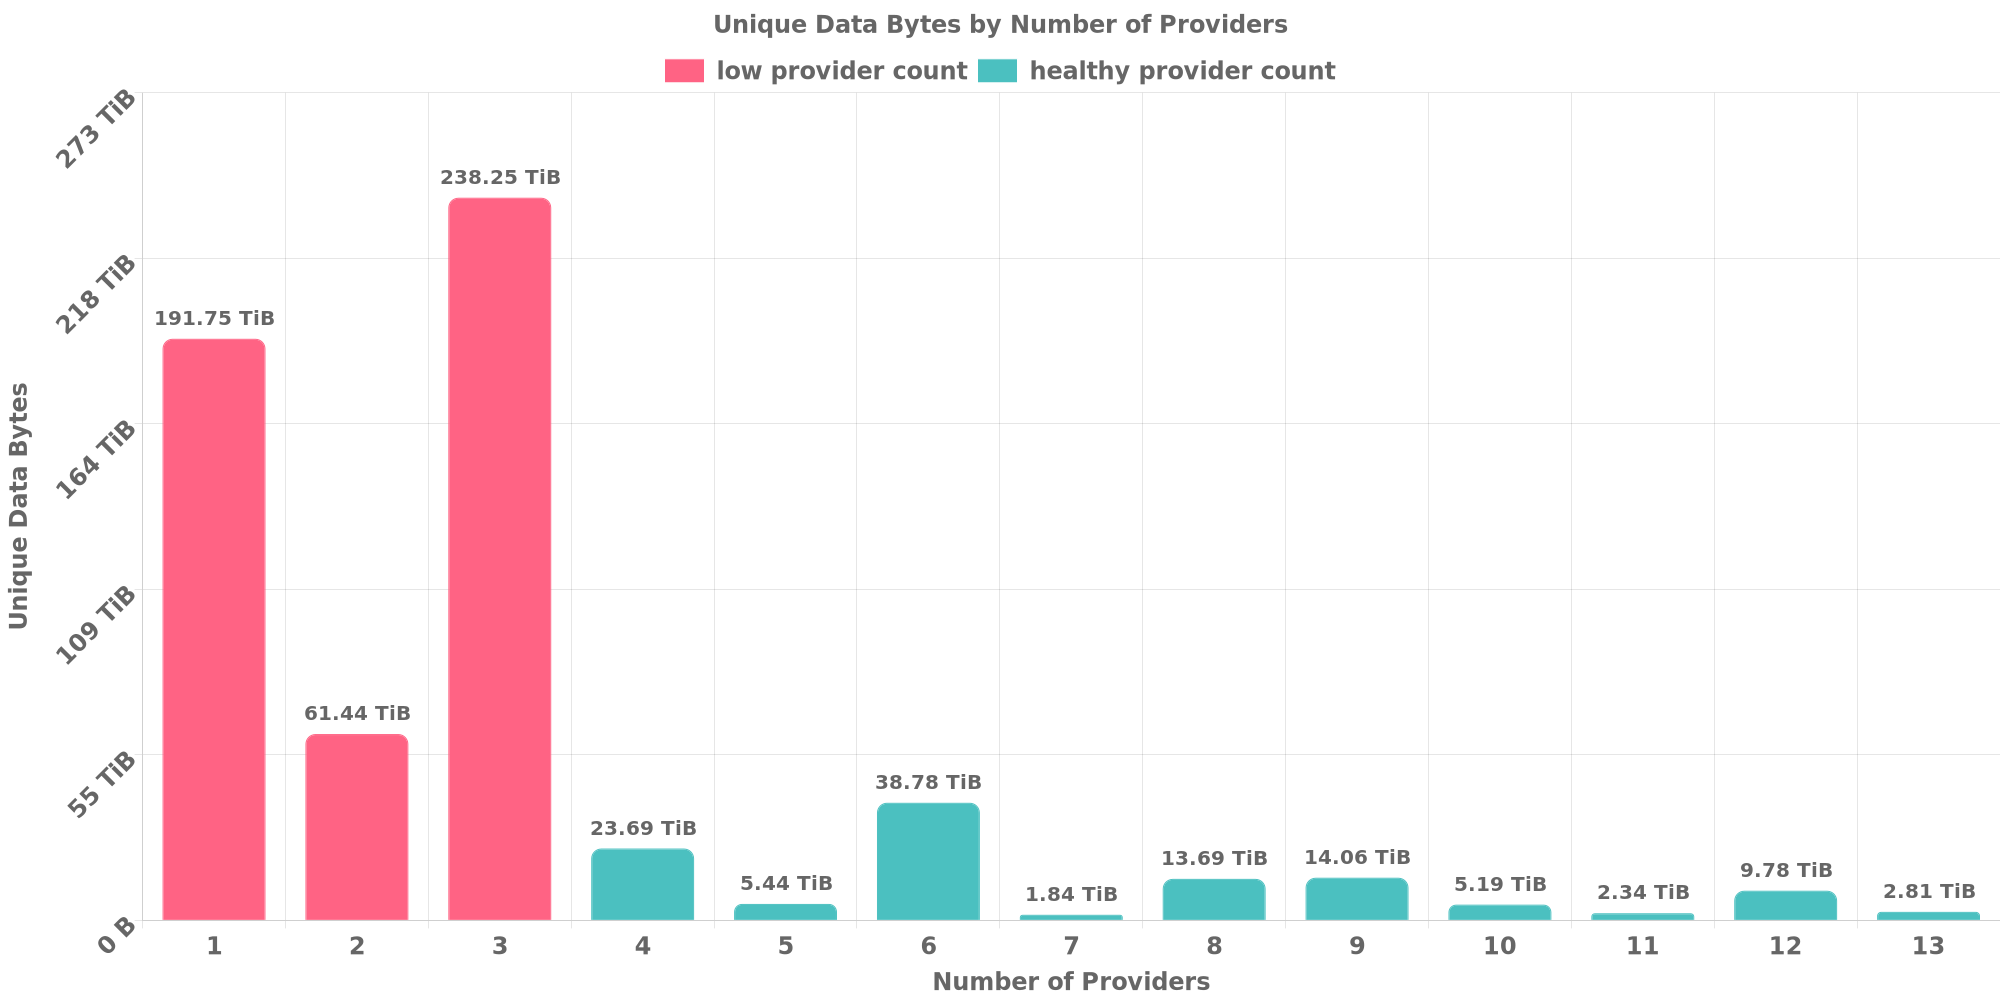 Unique Data Bytes by Number of Providers
low provider count healthy provider count
273 TiB
218 TiB
164 TiB
109 TiB
55 TiB
0 B
Unique Data Bytes
191.75 TiB
61.44 TiB
238.25 TiB
23.69 TiB
5.44 TiB
38.78 TiB
1.84 TiB
13.69 TiB
14.06 TiB
5.19 TiB
2.34 TiB
9.78 TiB
2.81 TiB
1 2 3 4 5 6 7 8 9 10 11 12 13
Number of Providers